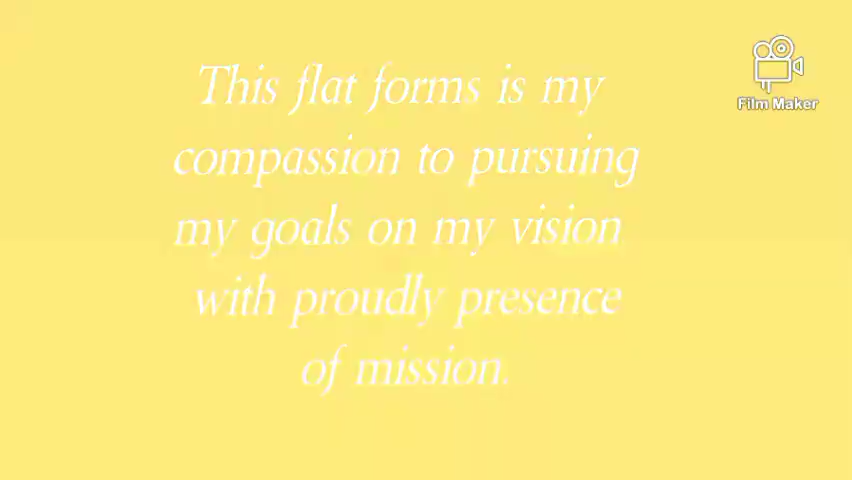 Film Maker
This flat forms is my
compassion to pursuing
my goals on my vision
with proudly presence
of mission.